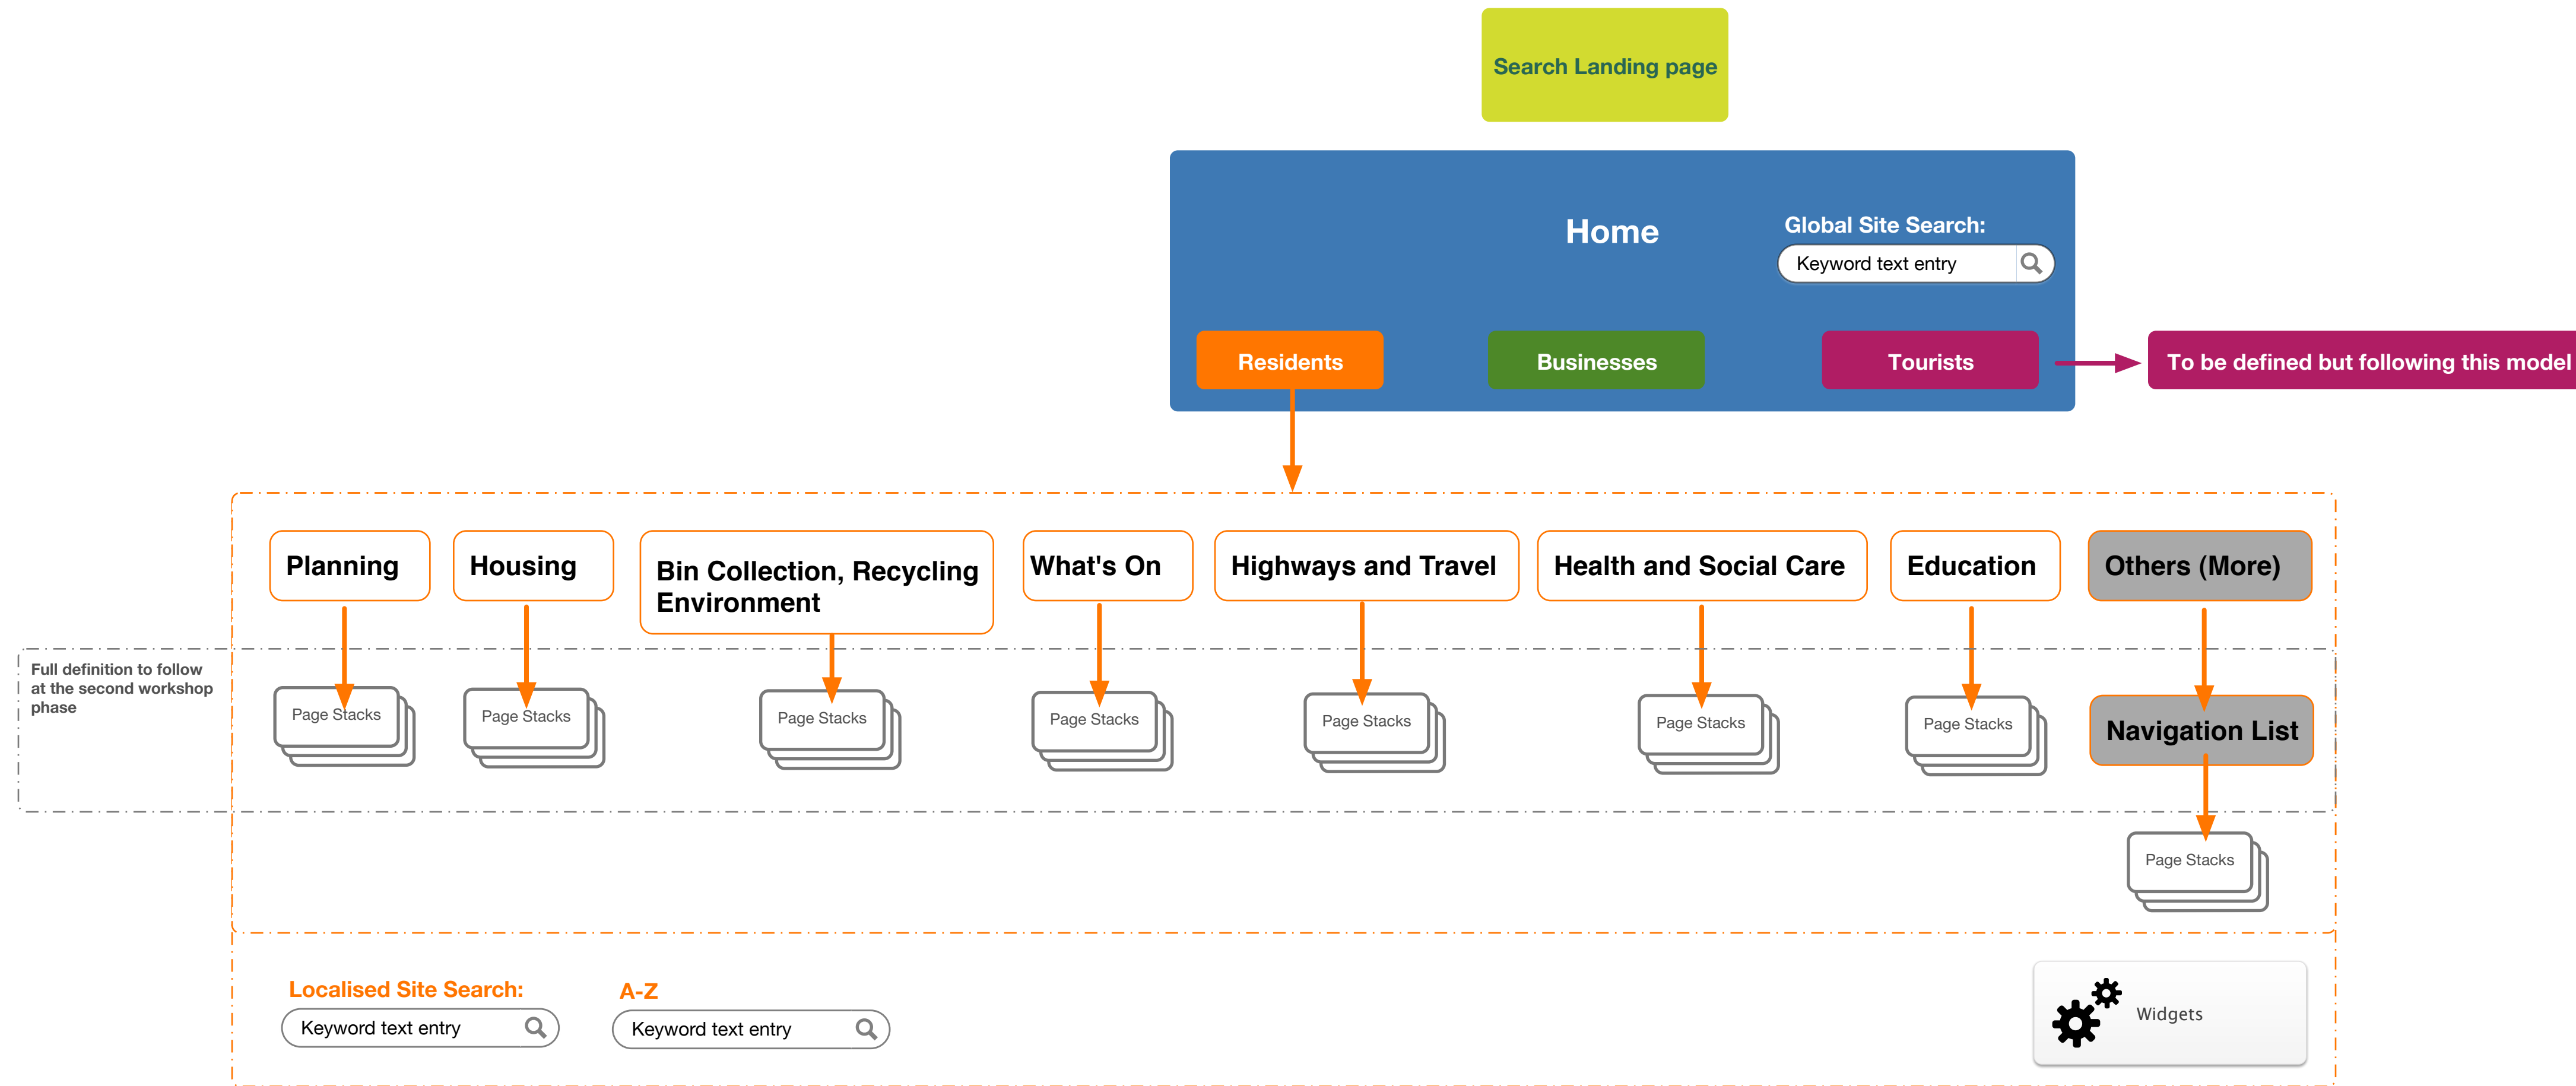 Search Landing page
Home
Global Site Search:
Keyword text entry
Residents
Businesses
Tourists
To be defined but following this model
Planning
Housing
Bin Collection, Recycling
Environment
What's On
Highways and Travel
Health and Social Care
Education
Others (More)
Full definition to follow
at the second workshop
phase
Page Stacks
Page Stacks
Page Stacks
Page Stacks
Page Stacks
Page Stacks
Page Stacks
Navigation List
Page Stacks
Localised Site Search:
Keyword text entry
A-Z
Keyword text entry
Widgets